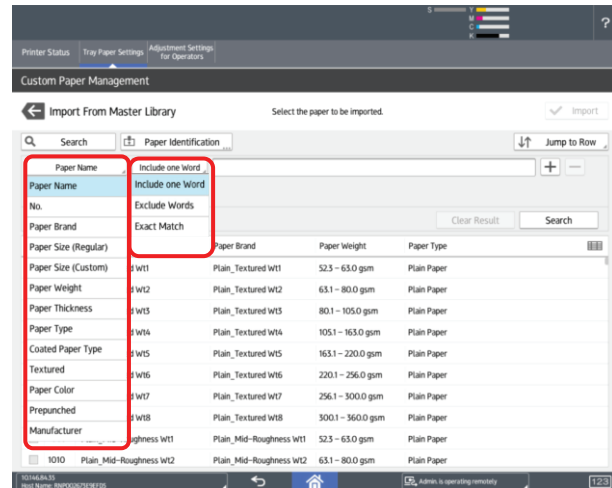 S
Y
M
C
K
?
Printer Status
Tray Paper Settings
Adjustment Settings
for Operators
Custom Paper Management
Import From Master Library
Select the paper to be imported.
Import
Search
Paper Identification
Jump to Row
Paper Name
Include one Word
+
−
Paper Name
Include one Word
No.
Exclude Words
Paper Brand
Exact Match
Clear Result
Search
Paper Size (Regular)
Paper Brand
Paper Weight
Paper Type
Paper Size (Custom)
d Wt1
Plain_Textured Wt1
52.3 – 63.0 gsm
Plain Paper
Paper Weight
d Wt2
Plain_Textured Wt2
63.1 – 80.0 gsm
Plain Paper
Paper Thickness
d Wt3
Plain_Textured Wt3
80.1 – 105.0 gsm
Plain Paper
Paper Type
d Wt4
Plain_Textured Wt4
105.1 – 163.0 gsm
Plain Paper
Coated Paper Type
d Wt5
Plain_Textured Wt5
163.1 – 220.0 gsm
Plain Paper
Textured
d Wt6
Plain_Textured Wt6
220.1 – 256.0 gsm
Plain Paper
Paper Color
d Wt7
Plain_Textured Wt7
256.1 – 300.0 gsm
Plain Paper
Prepunched
d Wt8
Plain_Textured Wt8
300.1 – 360.0 gsm
Plain Paper
Manufacturer
Roughness Wt1
Plain_Mid-Roughness Wt1
52.3 – 63.0 gsm
Plain Paper
1010
Plain_Mid-Roughness Wt2
Plain_Mid-Roughness Wt2
63.1 – 80.0 gsm
Plain Paper
10.146.84.35
Host Name: RNP002675E9EFD5
Admin. is operating remotely
123